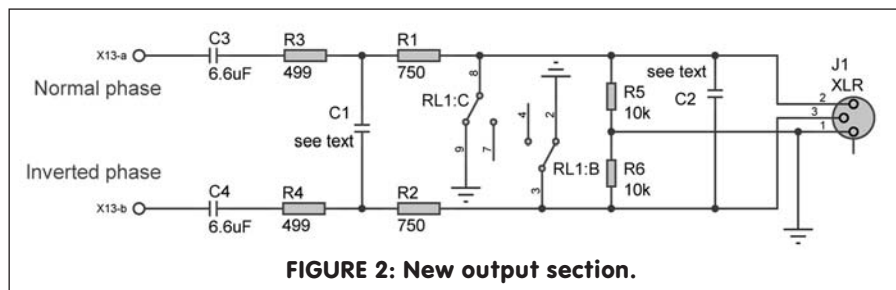 X13-a
C3
6.6uF
R3
499
R1
750
Normal phase
C1
see text
RL1:C
8
9
7
4
2
3
RL1:B
R5
10k
R6
10k
see text
C2
J1
XLR
2
3
1
Inverted phase
X13-b
C4
6.6uF
R4
499
R2
750
FIGURE 2: New output section.